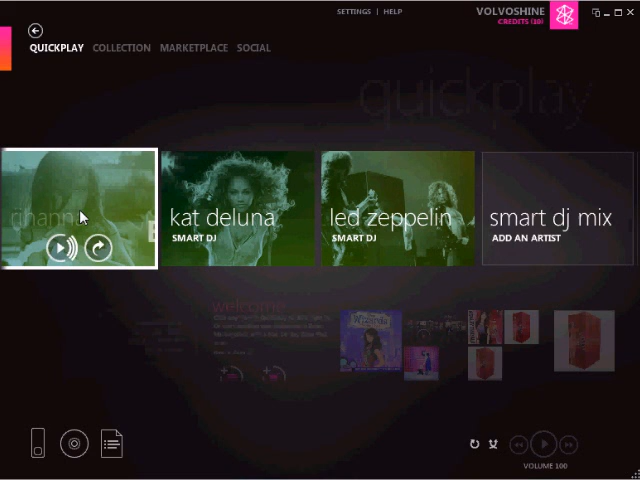 SETTINGS | HELP
VOLVOSHINE
CREDITS (10)
QUICKPLAY COLLECTION MARKETPLACE SOCIAL
quickplay
rihanna
kat deluna
SMART DJ
led zeppelin
SMART DJ
smart dj mix
ADD AN ARTIST
welcome
VOLUME 100